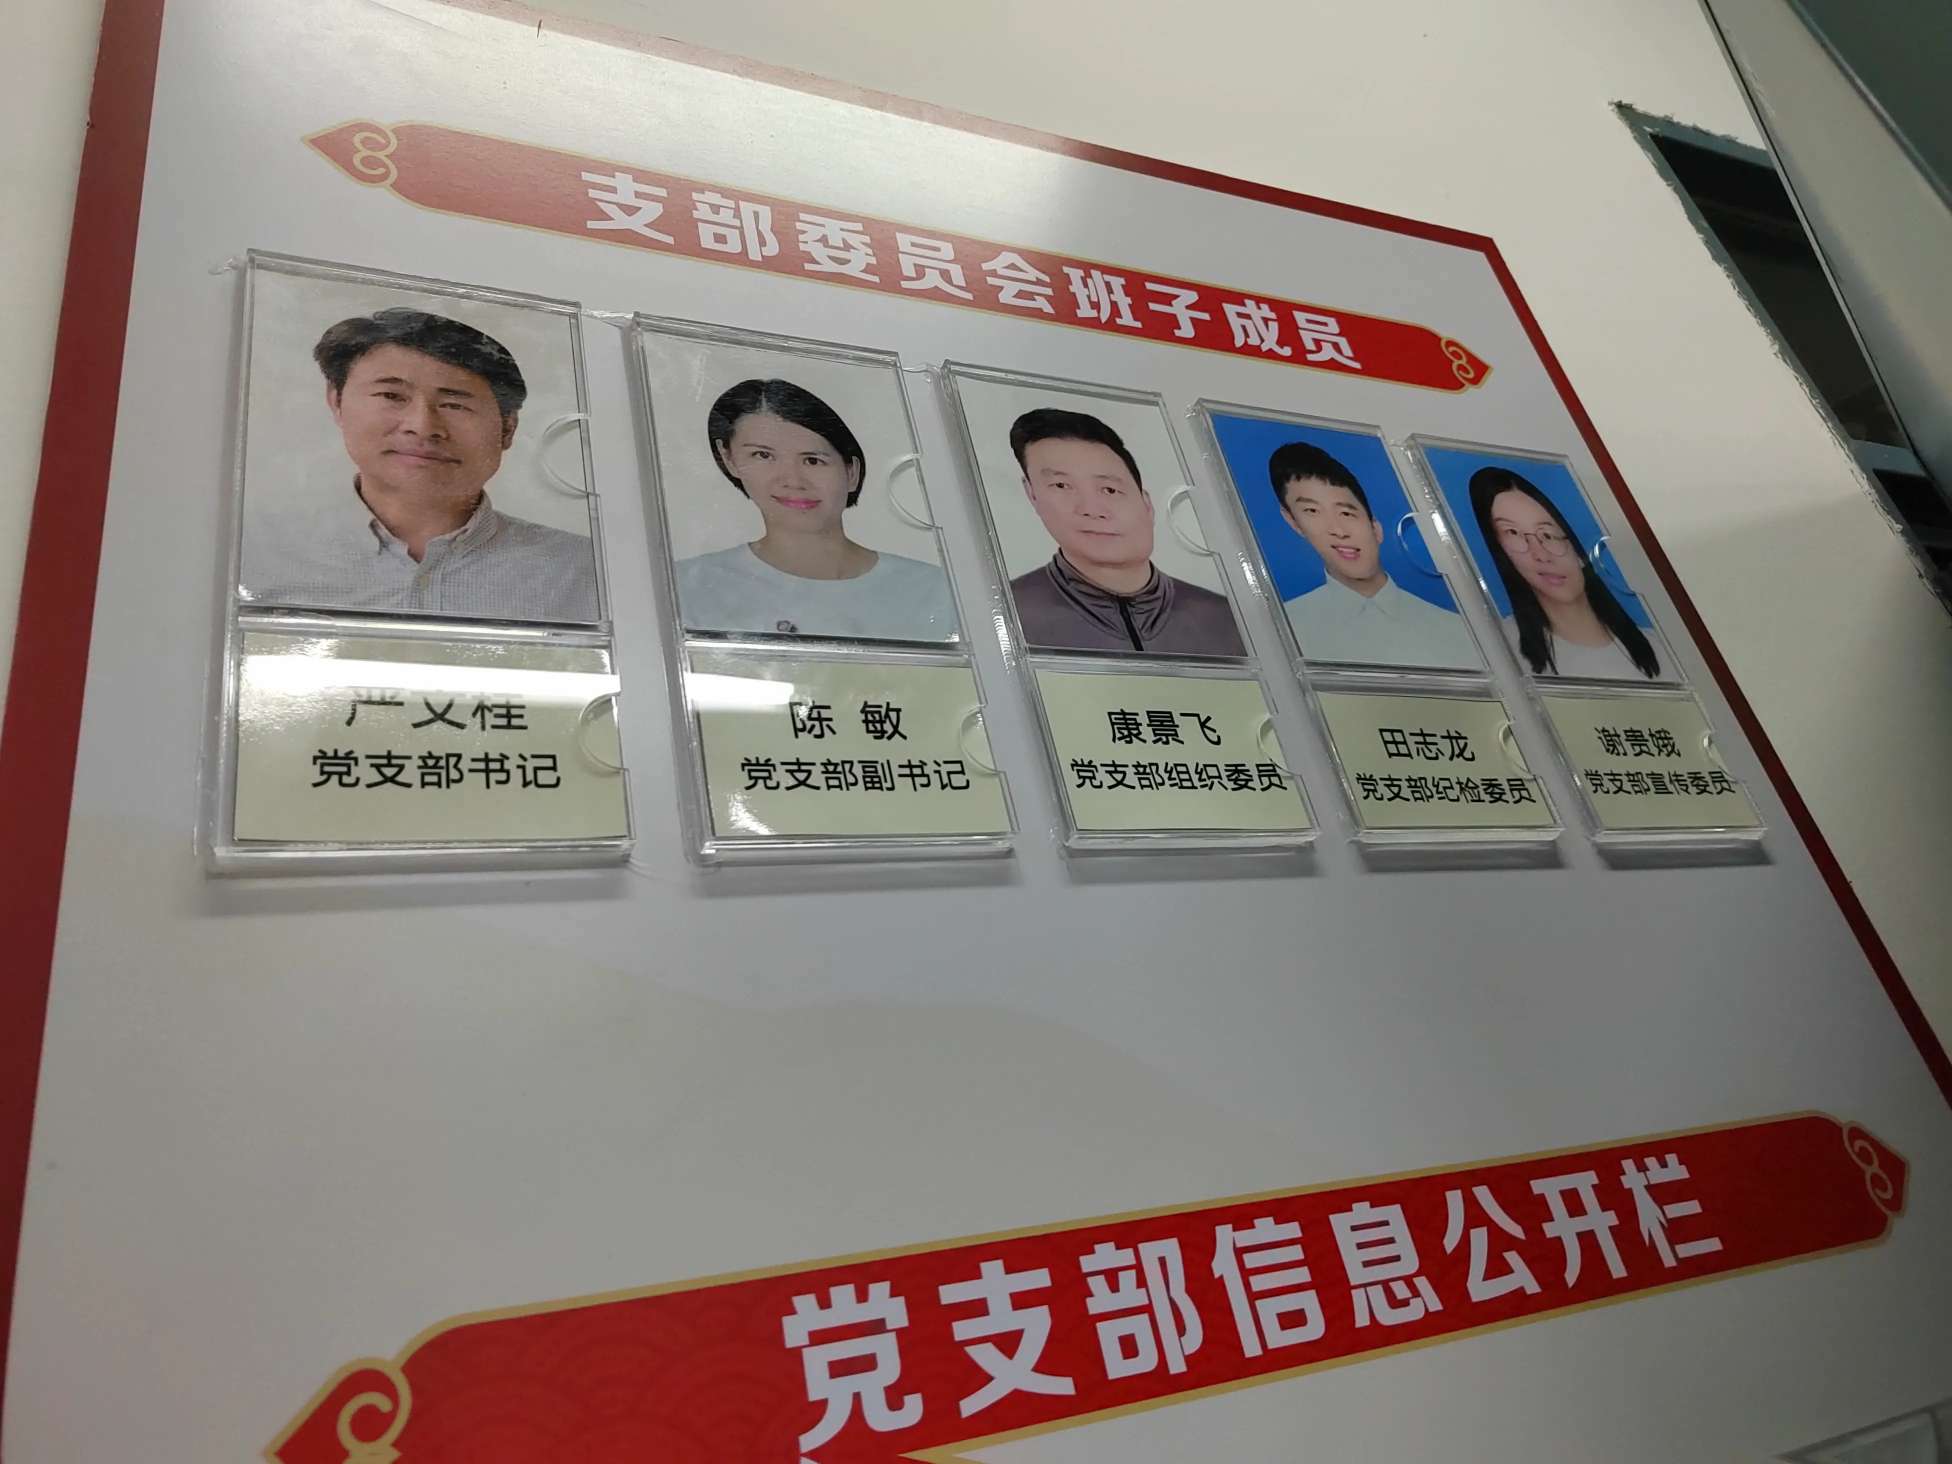 支部委员会班子成员
严文桂
党支部书记
陈 敏
党支部副书记
康景飞
党支部组织委员
田志龙
党支部纪检委员
谢贵娥
党支部宣传委员
党支部信息公开栏